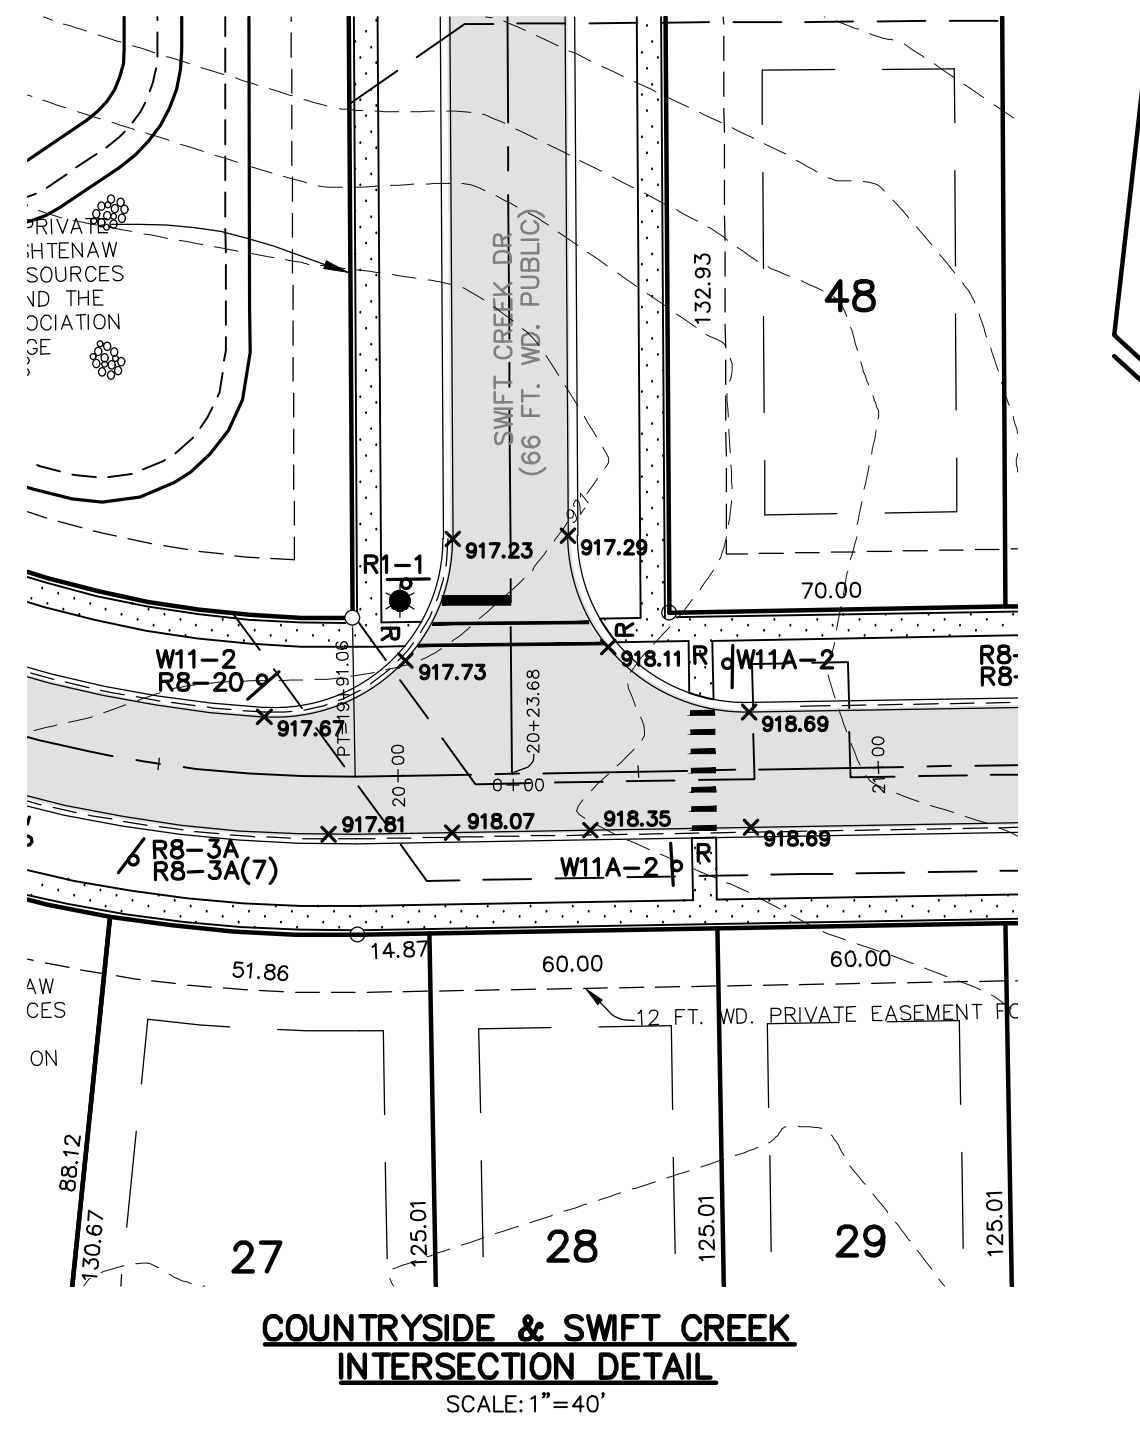 PRIVATE
SHTENAW
SOURCES
ND THE
OCIATION
GE
SWIFT CREEK DR.
(66 FT. WD. PUBLIC)
132.93
48
921
917.23
917.29
R1-1
70.00
R
R
W11-2
R8-20
917.73
918.11
R
W11A-2
R8-
R8-
917.67
PT=19+91.06
20+23.68
918.69
20+00
0+00
21+00
917.81
918.07
918.35
918.69
R8-3A
R8-3A(7)
W11A-2
R
14.87
51.86
60.00
60.00
AW
CES
ON
12 FT. WD. PRIVATE EASEMENT FO
88.12
130.67
125.01
125.01
125.01
27
28
29
COUNTRYSIDE & SWIFT CREEK
INTERSECTION DETAIL
SCALE: 1"=40'